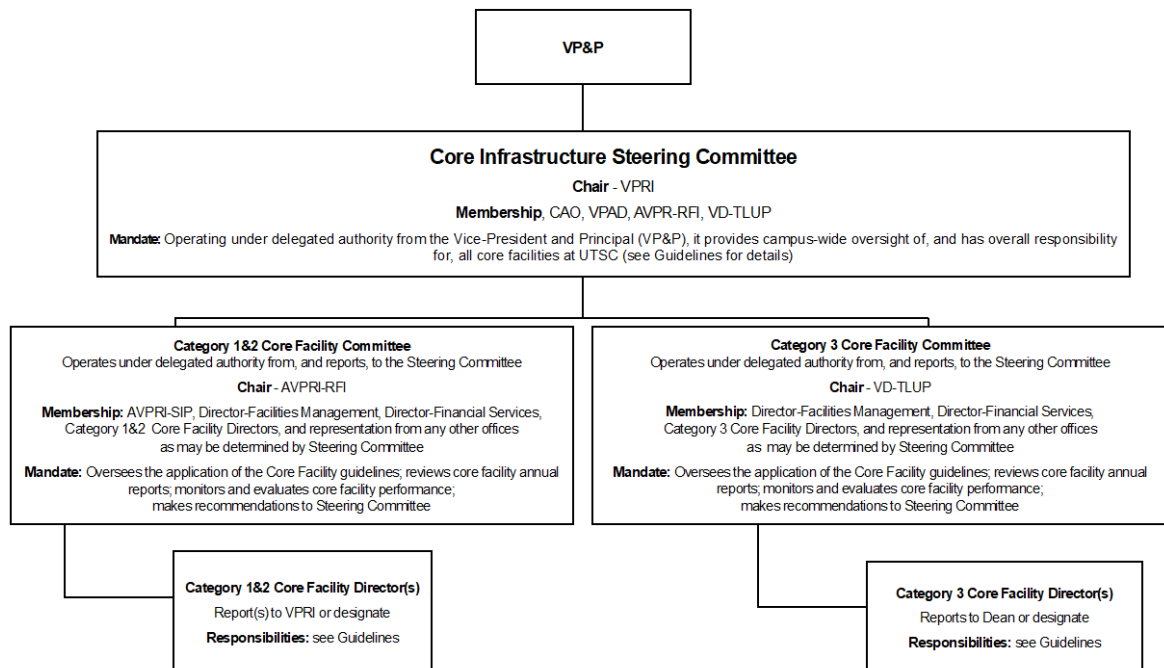 VP&P
Core Infrastructure Steering Committee
Chair - VPRI
Membership, CAO, VPAD, AVPR-RFI, VD-TLUP
Mandate: Operating under delegated authority from the Vice-President and Principal (VP&P), it provides campus-wide oversight of, and has overall responsibility
for, all core facilities at UTSC (see Guidelines for details)
Category 1&2 Core Facility Committee
Operates under delegated authority from, and reports, to the Steering Committee
Chair - AVPRI-RFI
Membership: AVPRI-SIP, Director-Facilities Management, Director-Financial Services,
Category 1&2 Core Facility Directors, and representation from any other offices
as may be determined by Steering Committee
Mandate: Oversees the application of the Core Facility guidelines; reviews core facility annual
reports; monitors and evaluates core facility performance;
makes recommendations to Steering Committee
Category 3 Core Facility Committee
Operates under delegated authority from, and reports, to the Steering Committee
Chair - VD-TLUP
Membership: Director-Facilities Management, Director-Financial Services,
Category 3 Core Facility Directors, and representation from any other offices
as may be determined by Steering Committee
Mandate: Oversees the application of the Core Facility guidelines; reviews core facility annual
reports; monitors and evaluates core facility performance;
makes recommendations to Steering Committee
Category 1&2 Core Facility Director(s)
Report(s) to VPRI or designate
Responsibilities: see Guidelines
Category 3 Core Facility Director(s)
Reports to Dean or designate
Responsibilities: see Guidelines